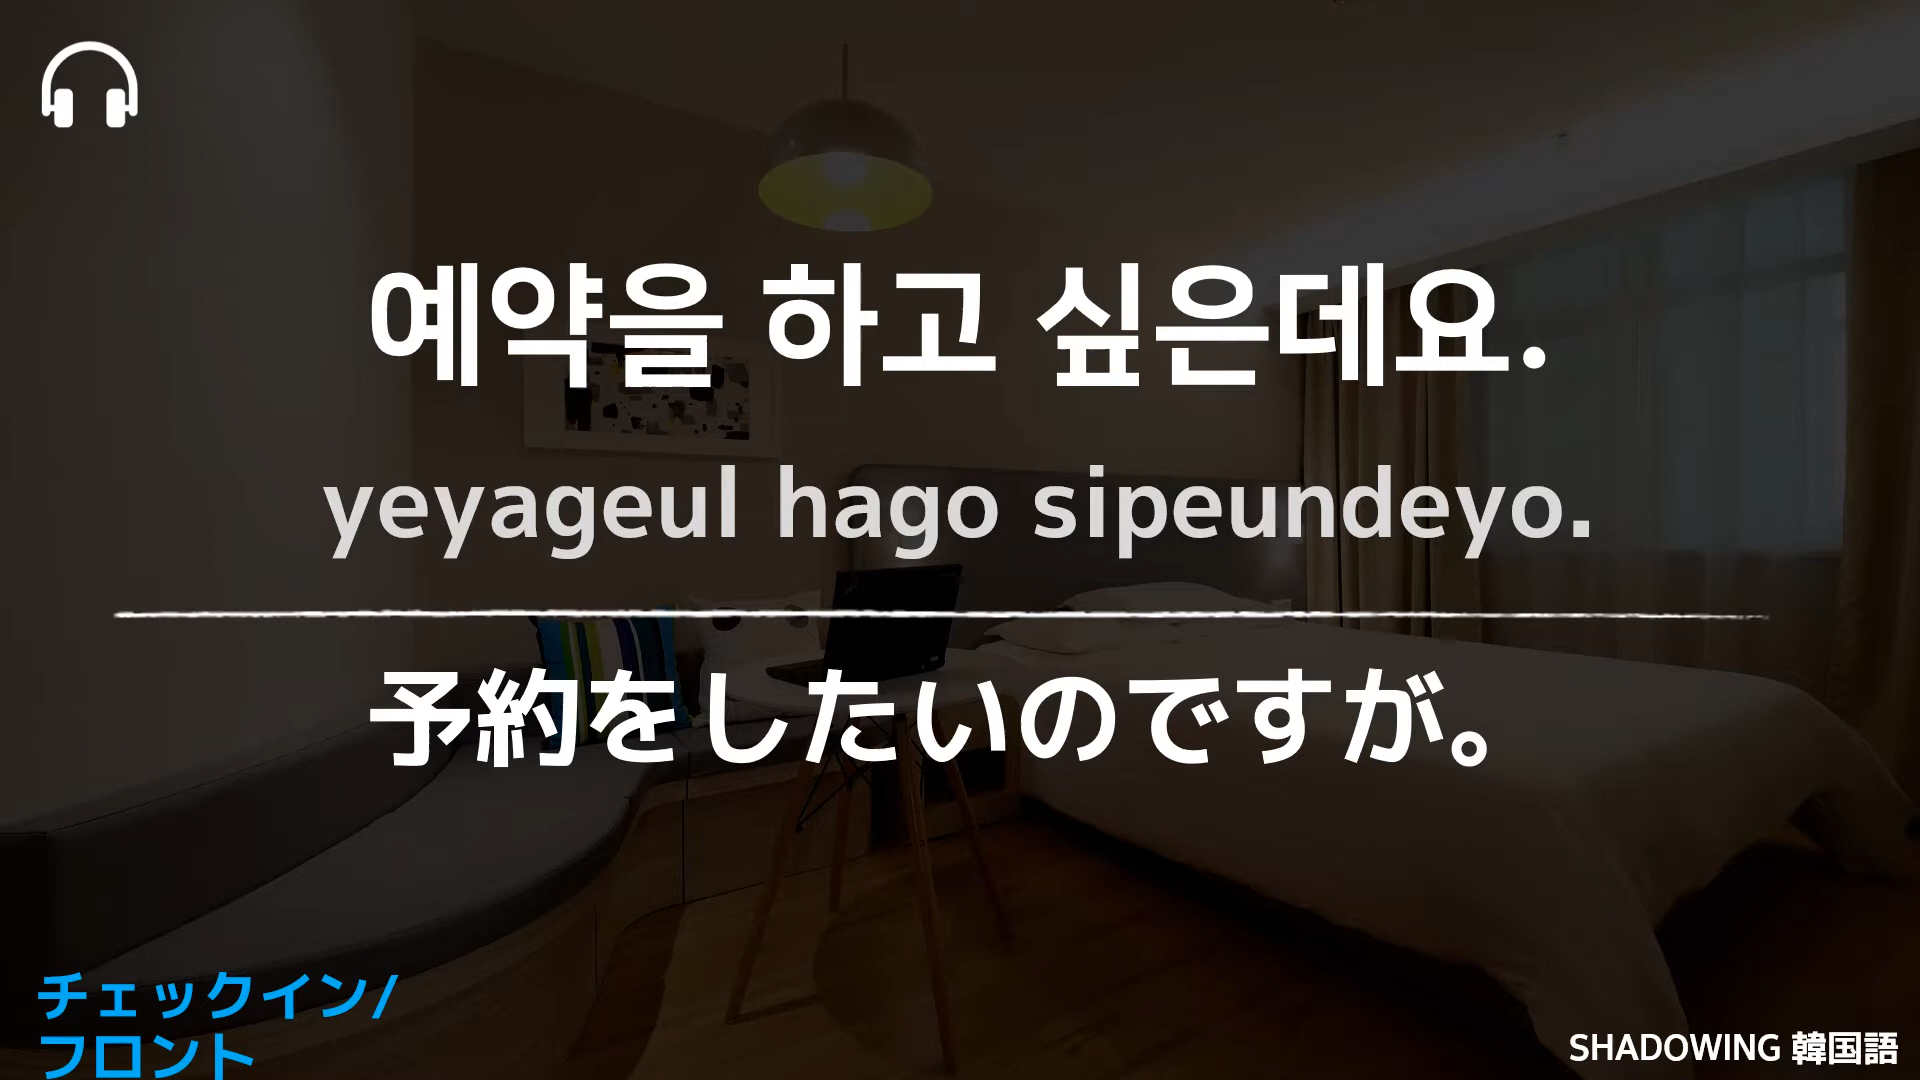 예약을 하고 싶은데요.
yeyageul hago sipeundeyo.
予約をしたいのですが。
チェックイン/
フロント
SHADOWING 韓国語